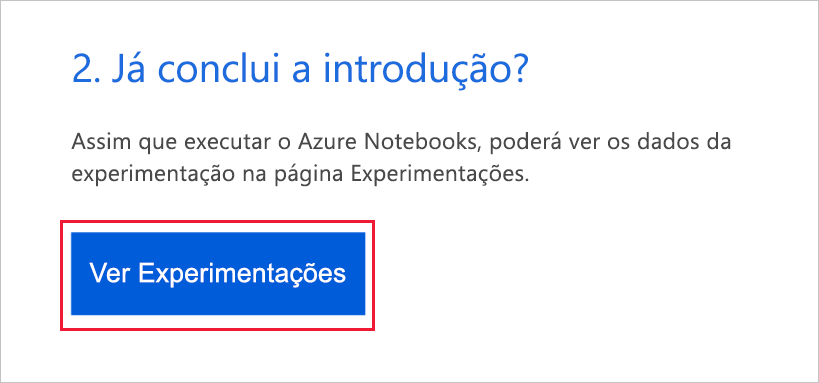 2. Já conclui a introdução?
Assim que executar o Azure Notebooks, poderá ver os dados da
experimentação na página Experimentações.
Ver Experimentações